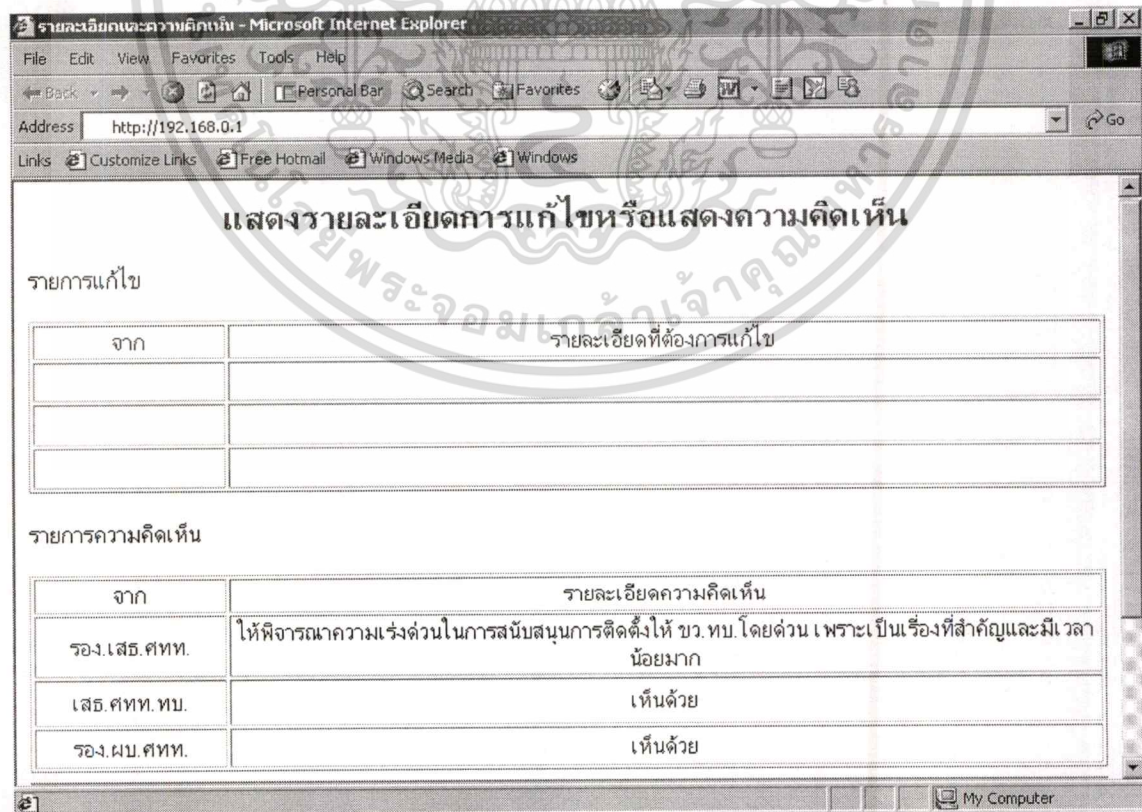 รายละเอียดและความคิดเห็น - Microsoft Internet Explorer
File Edit View Favorites Tools Help
Back Personal Bar Search Favorites
Address http://192.168.0.1 Go
Links Customize Links Free Hotmail Windows Media Windows
แสดงรายละเอียดการแก้ไขหรือแสดงความคิดเห็น
รายการแก้ไข
จาก รายละเอียดที่ต้องการแก้ไข
รายการความคิดเห็น
จาก รายละเอียดความคิดเห็น
รอง.เสธ.ศทท. ให้พิจารณาความเร่งด่วนในการสนับสนุนการติดตั้งให้ ขว.ทบ.โดยด่วน เพราะเป็นเรื่องที่สำคัญและมีเวลา
น้อยมาก
เสธ.ศทท.ทบ. เห็นด้วย
รอง.ผบ.ศทท. เห็นด้วย
My Computer